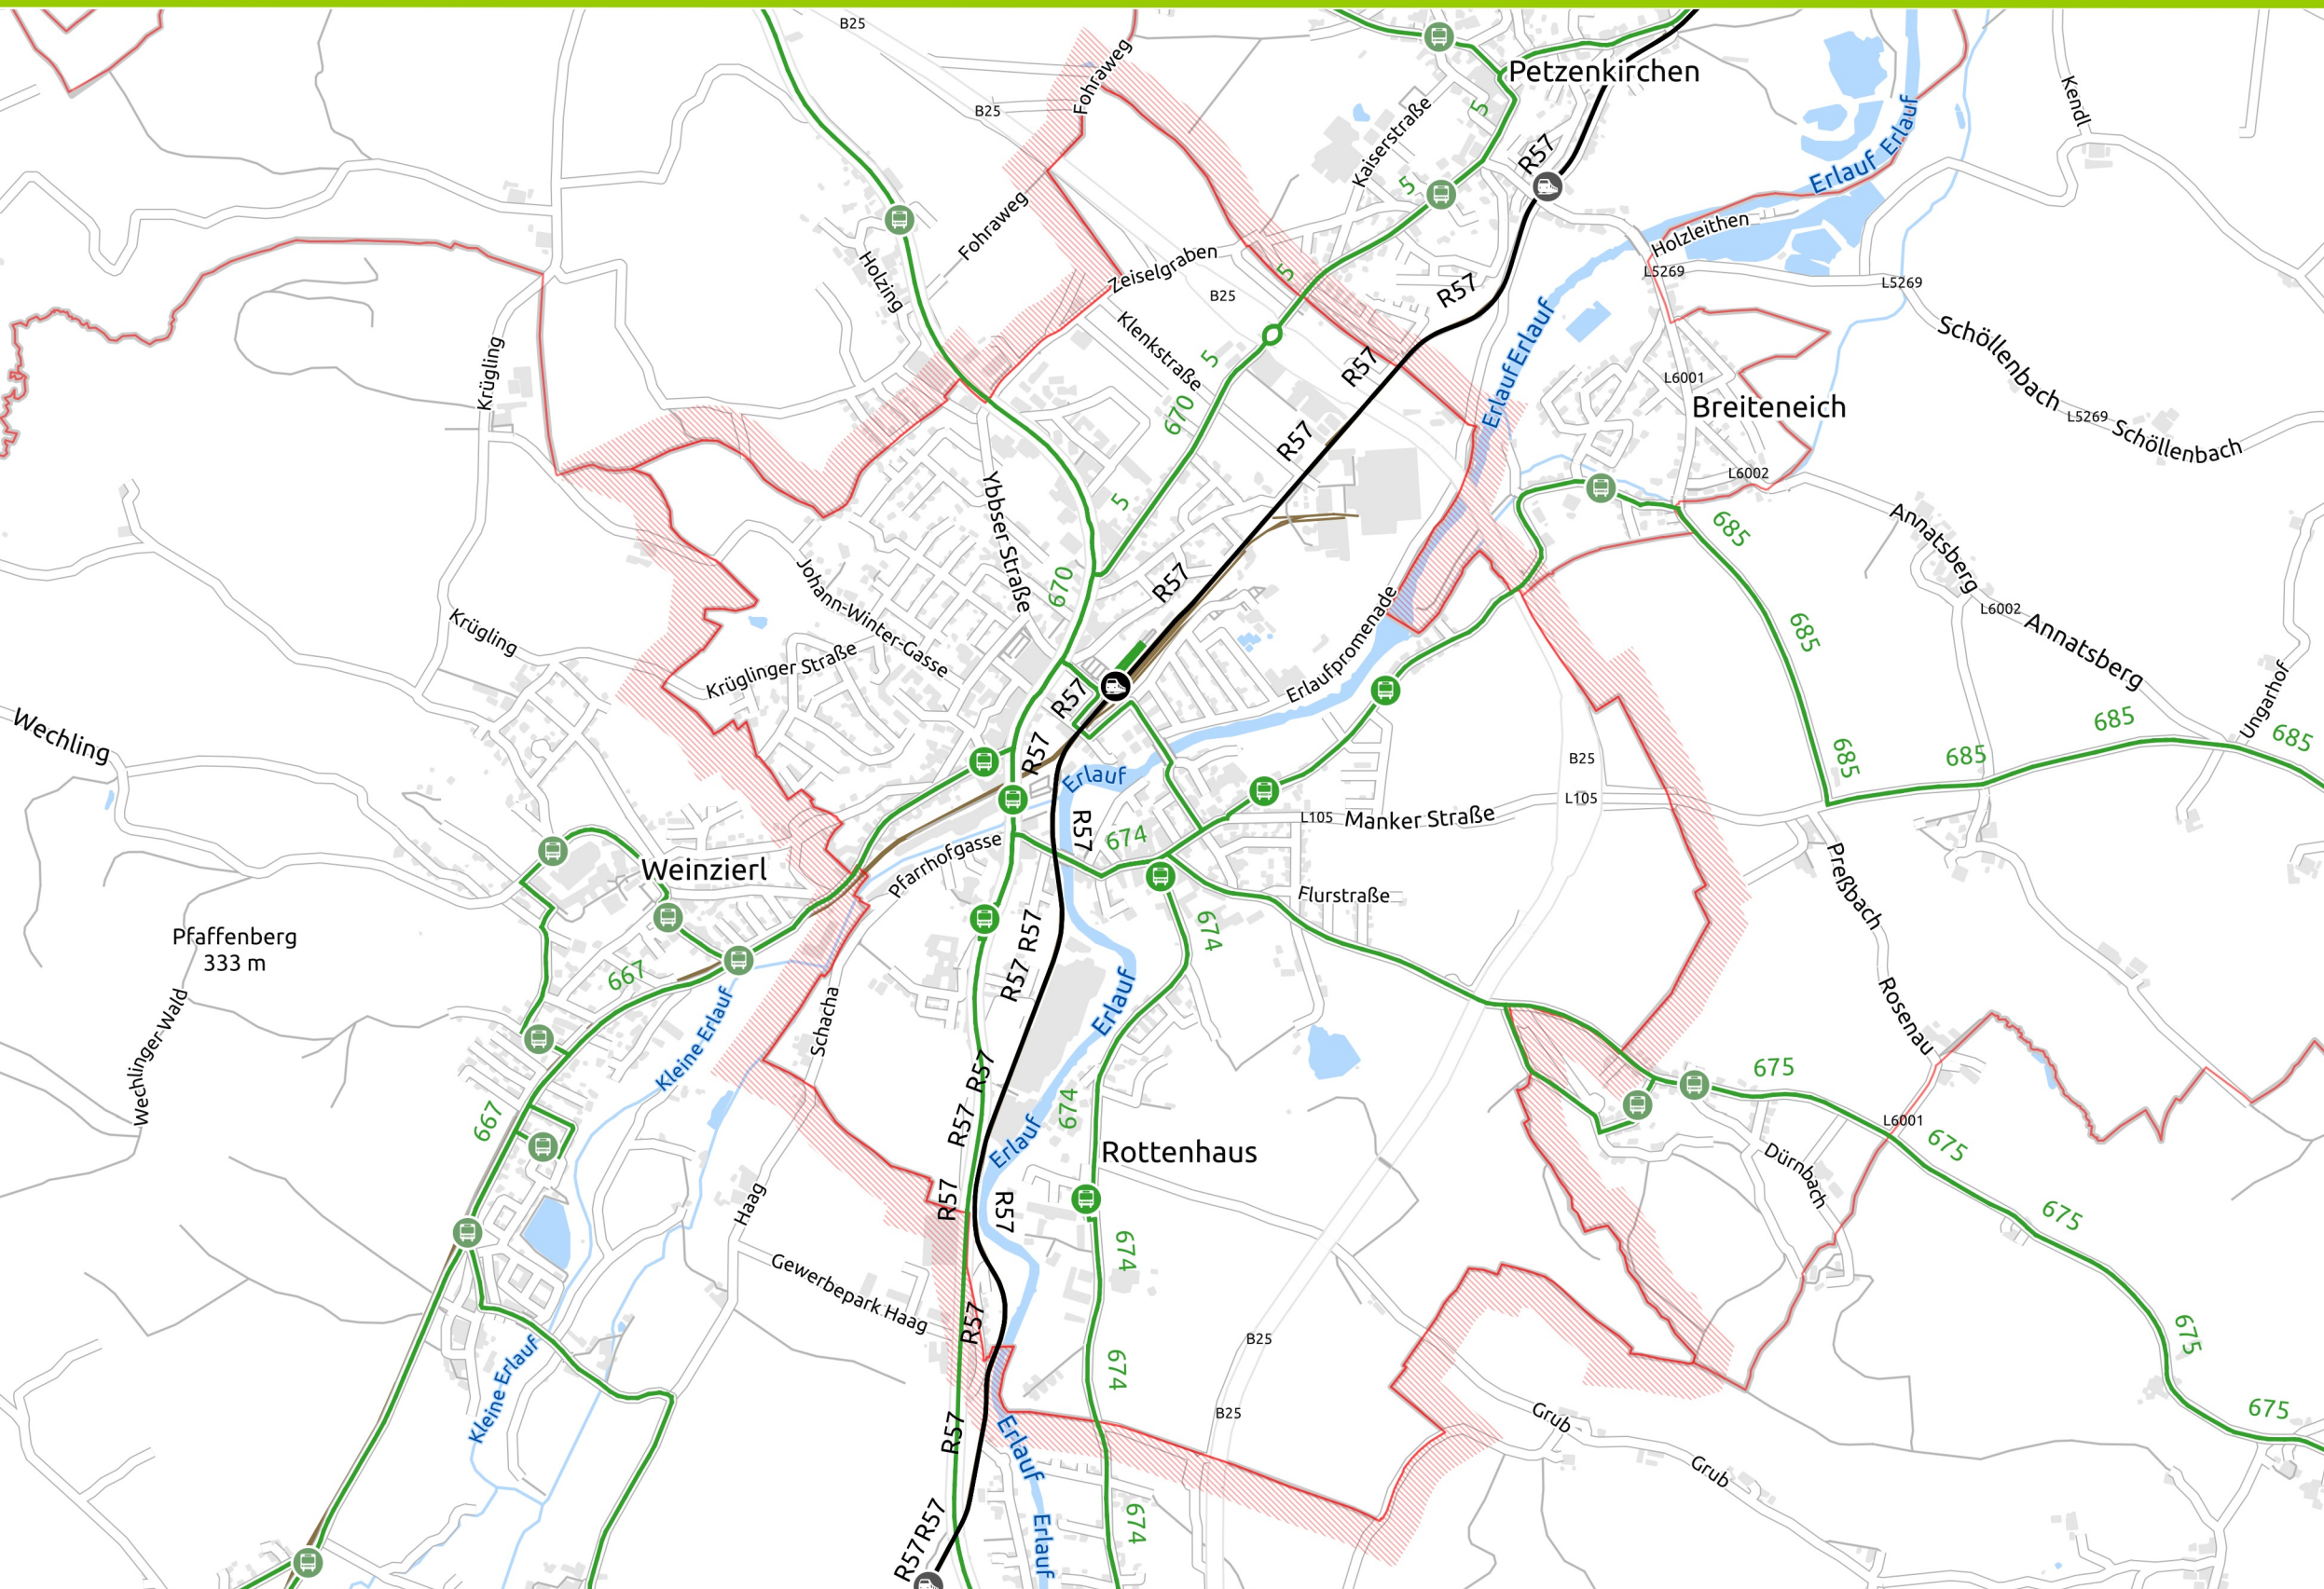 B25
Fohraweg
Petzenkirchen
5
B25
Kaiserstraße
Kendl
Erlauf
Erlauf
R57
5
Fohraweg
Holzleithen
Holzing
Zeiselgraben
5
L5269
L5269
B25
R57
Schöllenbach
Klenkstraße
Erlauf
Erlauf
Krügling
5
R57
L6001
Breiteneich
670
L5269
Schöllenbach
R57
L6002
Ybbser Straße
5
685
Annatsberg
Johann-Winter-Gasse
670
R57
Erlaufpromenade
L6002
Annatsberg
Krügling
685
Krüglinger Straße
R57
Ungarhof
Wechling
R57
685
685
685
B25
685
Erlauf
L105
R57
L105
Manker Straße
674
Pfarrhofgasse
Weinzierl
Preßbach
Flurstraße
Pfaffenberg
333 m
R57
674
667
R57
Erlauf
Rosenau
Wechlinger-Wald
Kleine Erlauf
Schacha
R57
675
667
R57
674
Erlauf
L6001
Rottenhaus
675
Dürnbach
Haag
R57
R57
675
674
Gewerbepark Haag
R57
B25
675
Kleine Erlauf
674
675
B25
Grub
R57
Erlauf
Grub
R57
R57
674
Erlauf